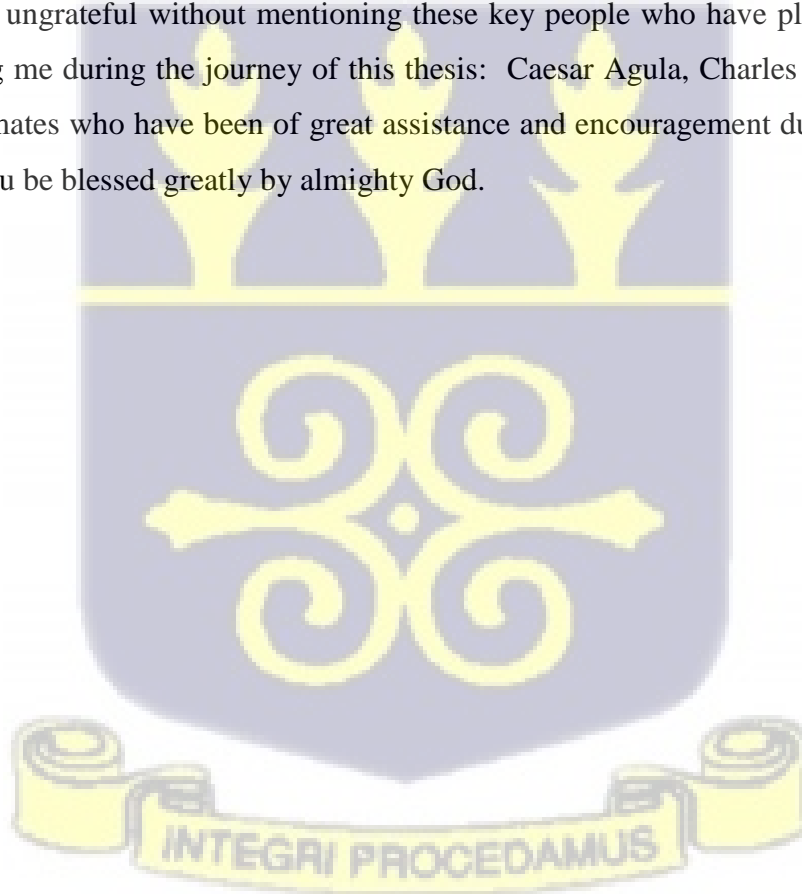 ungrateful without mentioning these key people who have pl
g me during the journey of this thesis: Caesar Agula, Charles
nates who have been of great assistance and encouragement du
u be blessed greatly by almighty God.
INTEGRI PROCEDAMUS